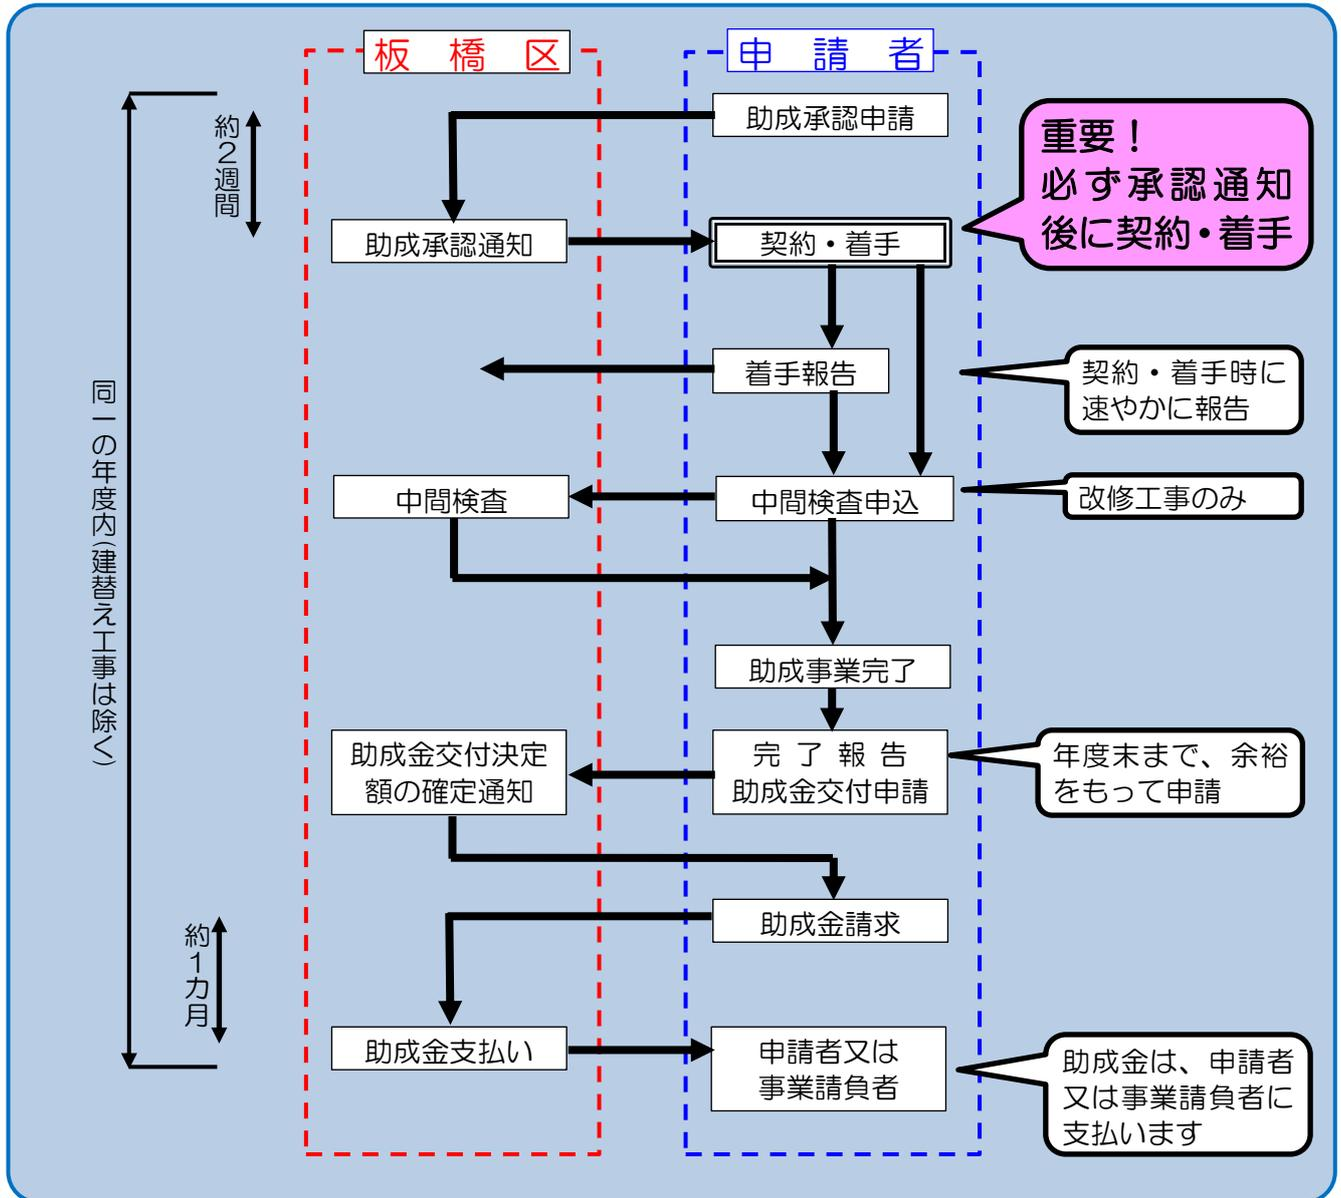 板橋区
申請者
助成承認申請
約2週間
重要！
必ず承認通知
後に契約・着手
助成承認通知
契約・着手
着手報告
契約・着手時に
速やかに報告
同一の年度内(建替え工事は除く)
中間検査
中間検査申込
改修工事のみ
助成事業完了
助成金交付決定
額の確定通知
完了報告
助成金交付申請
年度末まで、余裕
をもって申請
助成金請求
約1カ月
助成金支払い
申請者又は
事業請負者
助成金は、申請者
又は事業請負者に
支払います